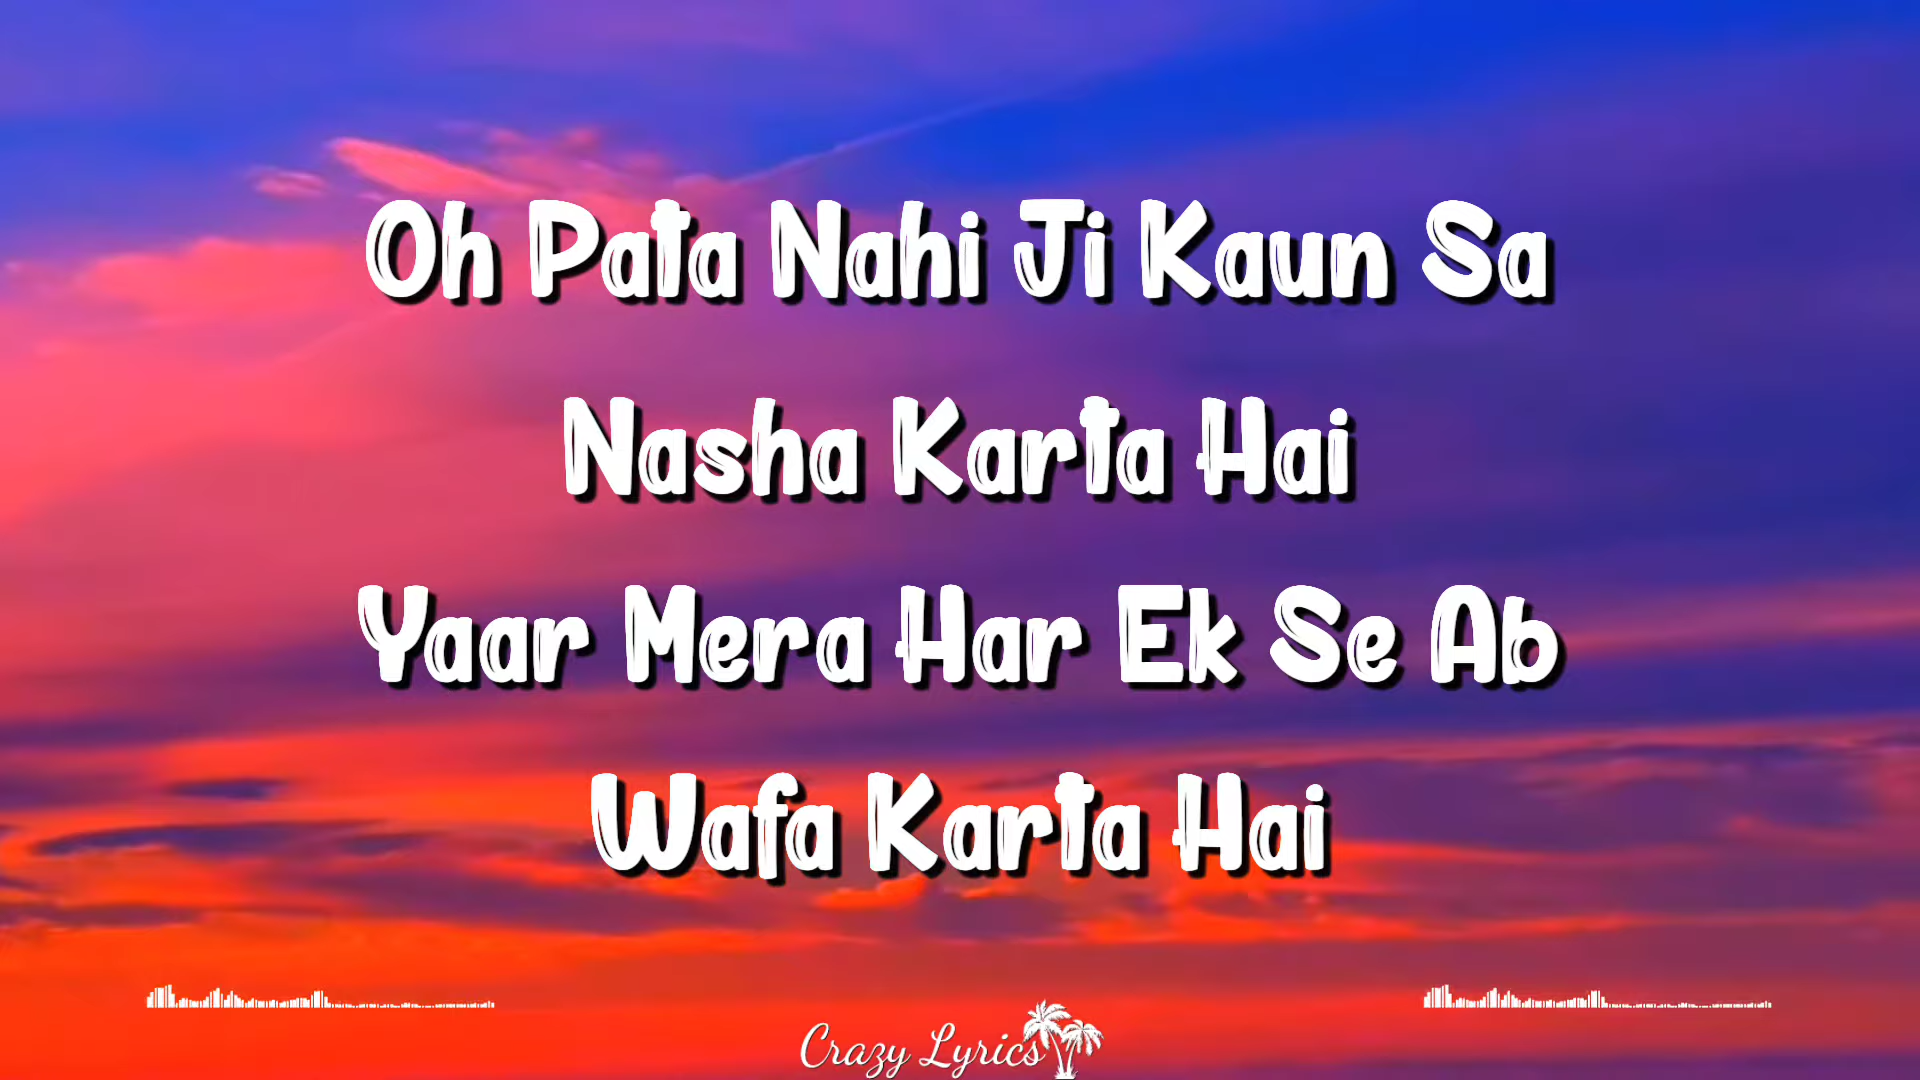 Oh Pata Nahi Ji Kaun Sa
Nasha Karta Hai
Yaar Mera Har Ek Se Ab
Wafa Karta Hai
Crazy Lyrics